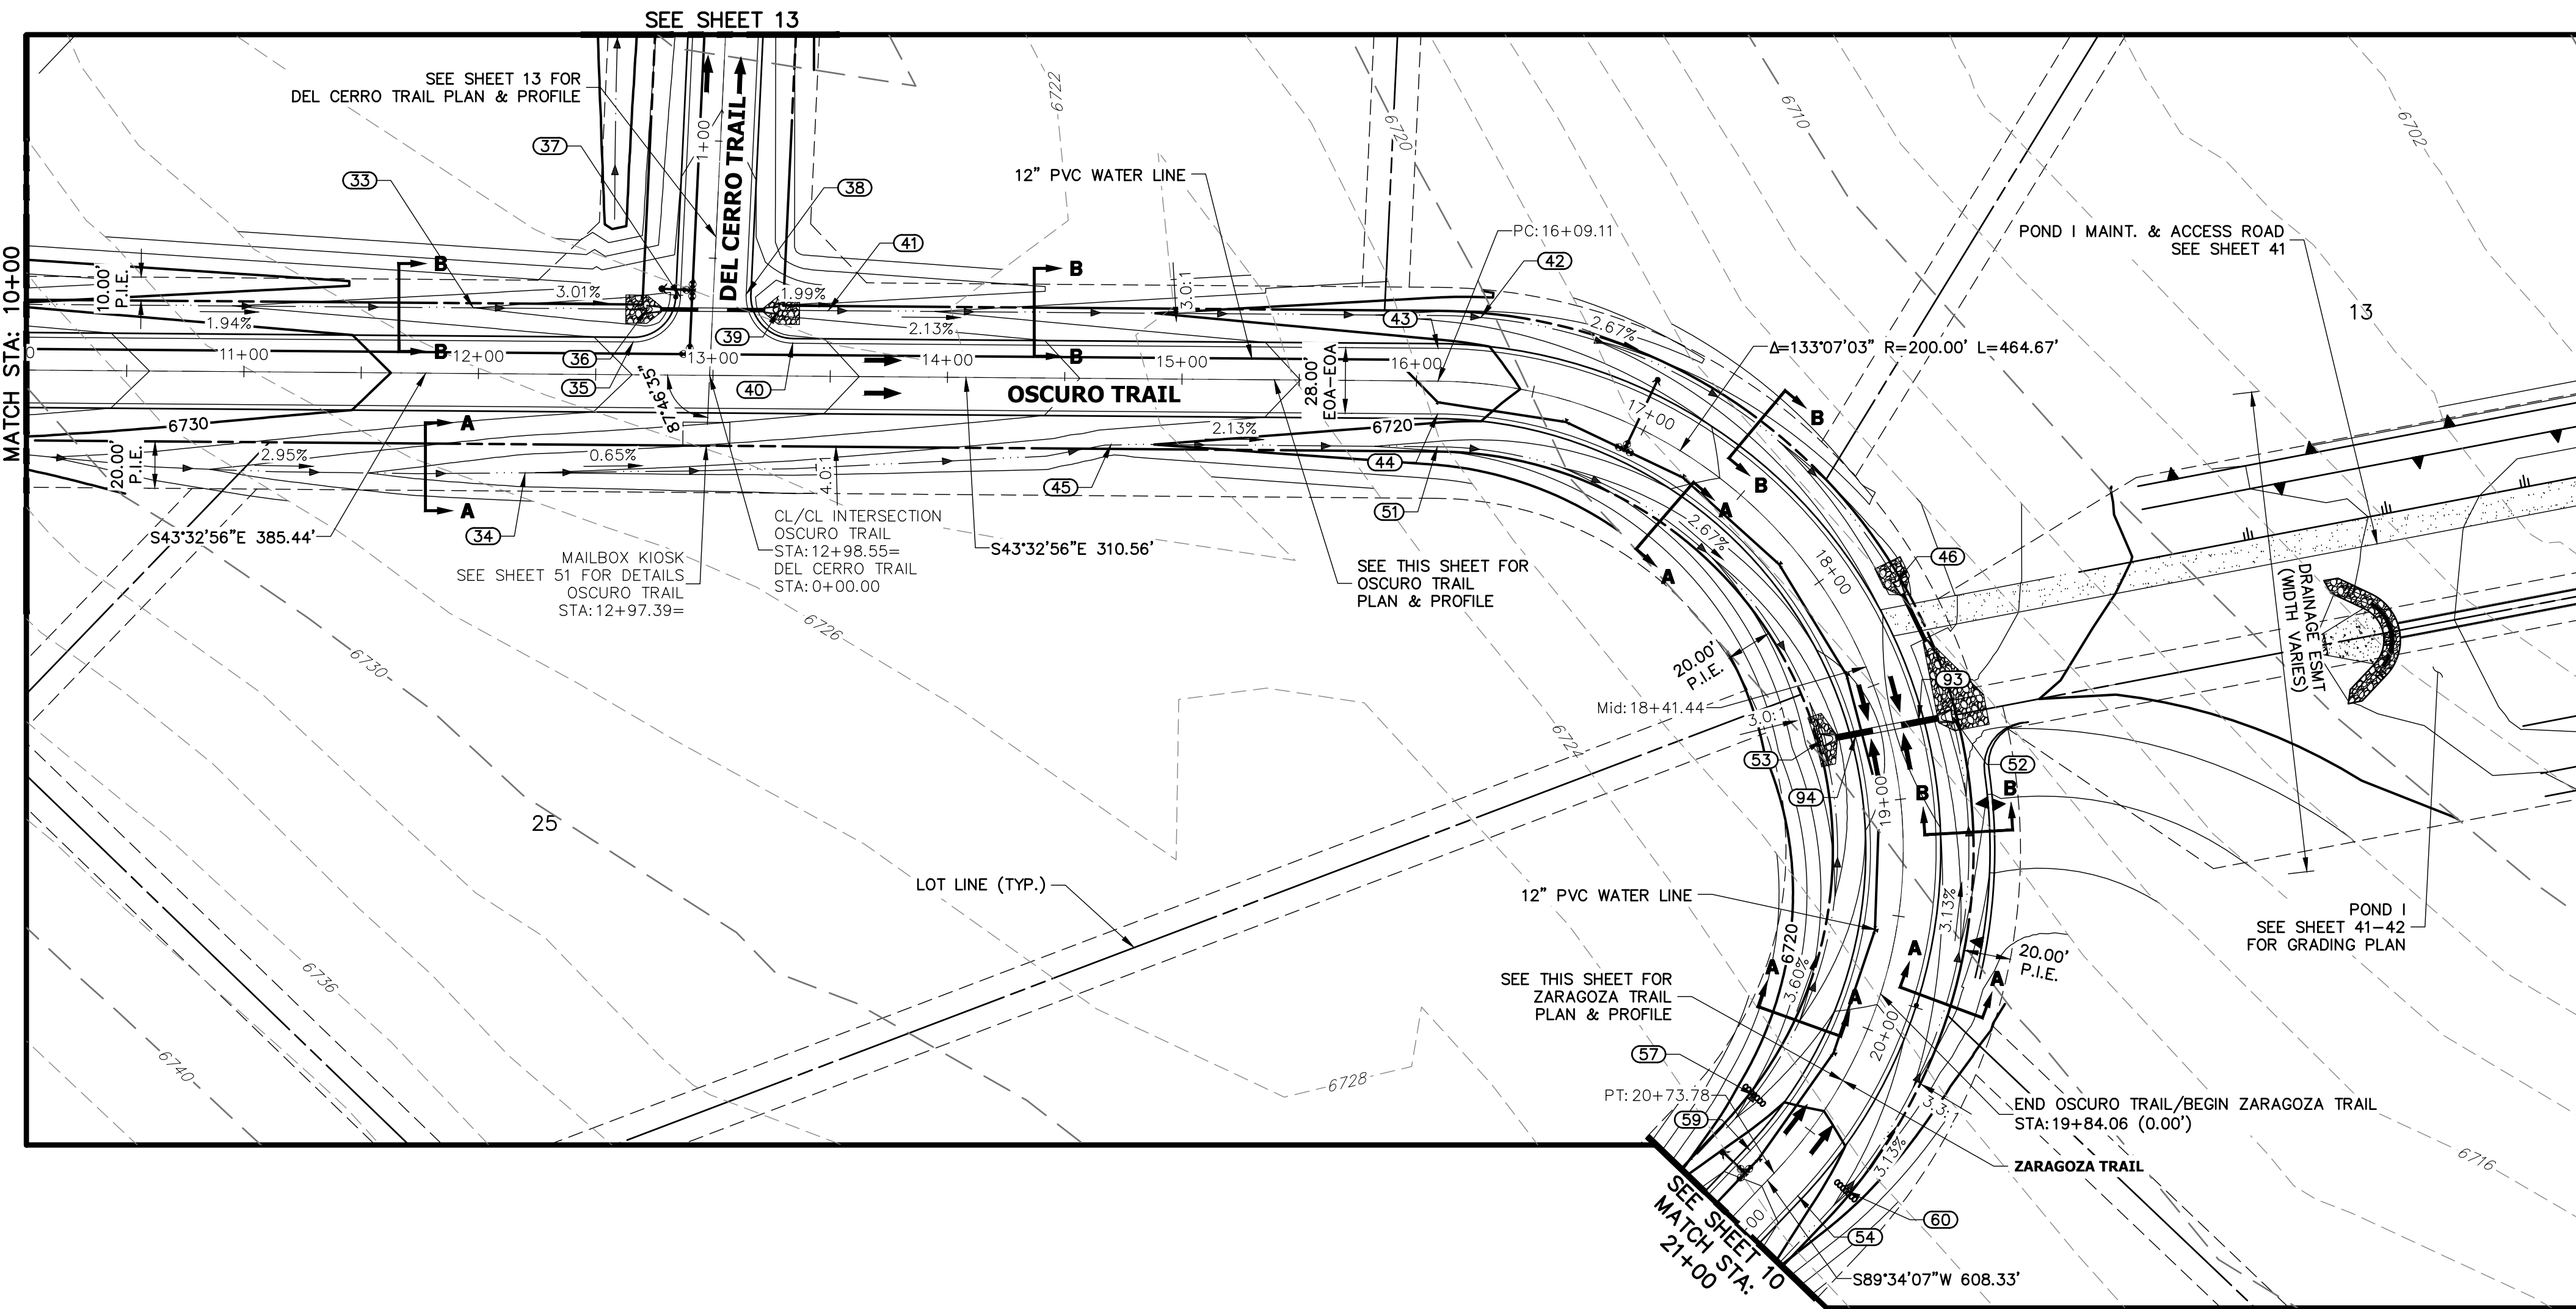 SEE SHEET 13
SEE SHEET 13 FOR
DEL CERRO TRAIL PLAN & PROFILE
37
33
38
41
1+00
DEL CERRO TRAIL
6722
6720
6710
6702
12" PVC WATER LINE
PC:16+09.11
42
POND I MAINT. & ACCESS ROAD
SEE SHEET 41
13
MATCH STA: 10+00
10.00'
P.I.E.
B
B
3.01%
1.94%
1.99%
2.13%
B
B
3.0:1
43
2.67%
Δ=133°07'03" R=200.00' L=464.67'
0
11+00
12+00
13+00
14+00
15+00
16+00
17+00
36
35
39
40
87°46'35"
OSCURO TRAIL
28.00'
EOA-EOA
B
B
6730
A
A
20.00'
P.I.E.
2.95%
0.65%
4.0:1
2.13%
6720
44
45
51
34
A
A
2.67%
18+00
46
S43°32'56"E 385.44'
MAILBOX KIOSK
SEE SHEET 51 FOR DETAILS
OSCURO TRAIL
STA:12+97.39=
CL/CL INTERSECTION
OSCURO TRAIL
STA:12+98.55=
DEL CERRO TRAIL
STA:0+00.00
S43°32'56"E 310.56'
SEE THIS SHEET FOR
OSCURO TRAIL
PLAN & PROFILE
DRAINAGE ESMT
(WIDTH VARIES)
6726
6730
20.00'
P.I.E.
93
Mid:18+41.44
3.0:1
6724
53
52
94
19+00
B
B
25
LOT LINE (TYP.)
12" PVC WATER LINE
3.13%
POND I
SEE SHEET 41-42
FOR GRADING PLAN
6720
A
20.00'
P.I.E.
A
A
3.60%
A
SEE THIS SHEET FOR
ZARAGOZA TRAIL
PLAN & PROFILE
20+00
6736
6740
6728
57
PT:20+73.78
59
3.3:1
END OSCURO TRAIL/BEGIN ZARAGOZA TRAIL
STA:19+84.06 (0.00')
3.13%
ZARAGOZA TRAIL
6716
60
54
00
SEE SHEET 10
MATCH STA:
21+00
S89°34'07"W 608.33'